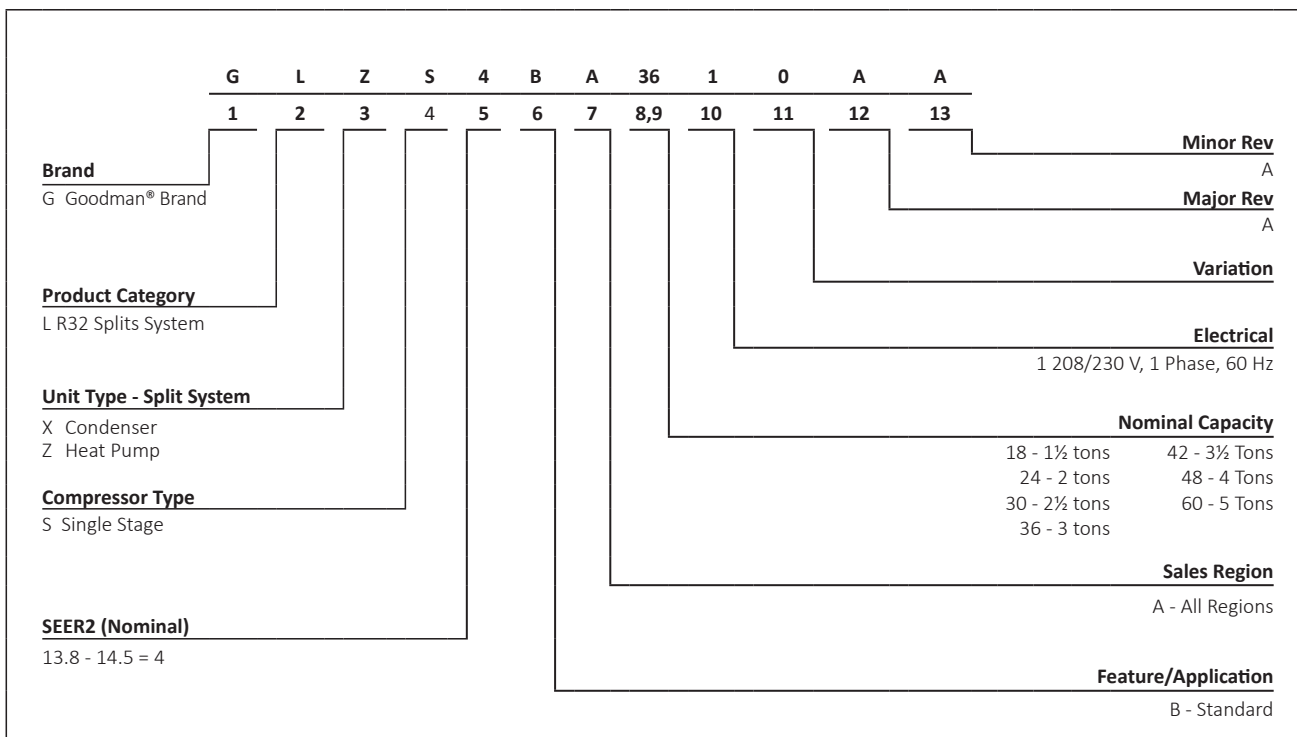 G L Z S 4 B A 36 1 0 A A
1 2 3 4 5 6 7 8,9 10 11 12 13
Brand
G Goodman® Brand
Product Category
L R32 Splits System
Unit Type - Split System
X Condenser
Z Heat Pump
Compressor Type
S Single Stage
SEER2 (Nominal)
13.8 - 14.5 = 4
Minor Rev
A
Major Rev
A
Variation
Electrical
1 208/230 V, 1 Phase, 60 Hz
Nominal Capacity
18 - 1½ tons 42 - 3½ Tons
24 - 2 tons 48 - 4 Tons
30 - 2½ tons 60 - 5 Tons
36 - 3 tons
Sales Region
A - All Regions
Feature/Application
B - Standard